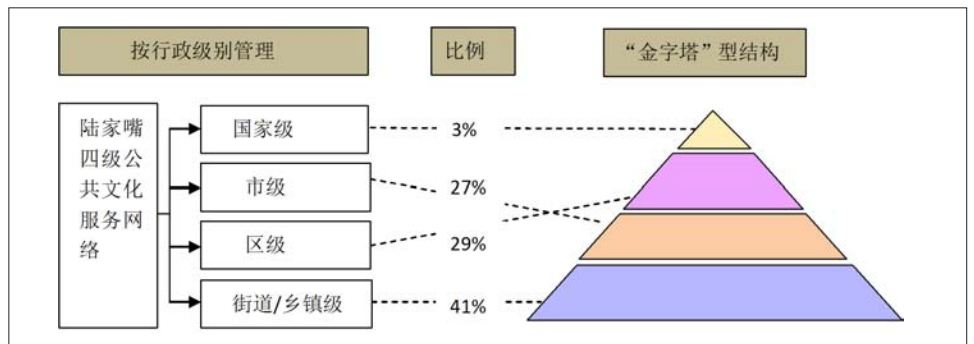 按行政级别管理
比例
“金字塔”型结构
陆家嘴
四级公
共文化
服务网
络
国家级
3%
市级
27%
区级
29%
街道/乡镇级
41%